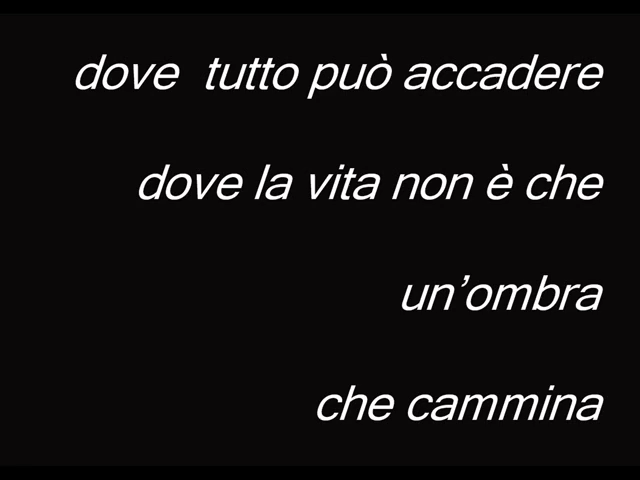 dove tutto può accadere
dove la vita non è che
un’ombra
che cammina